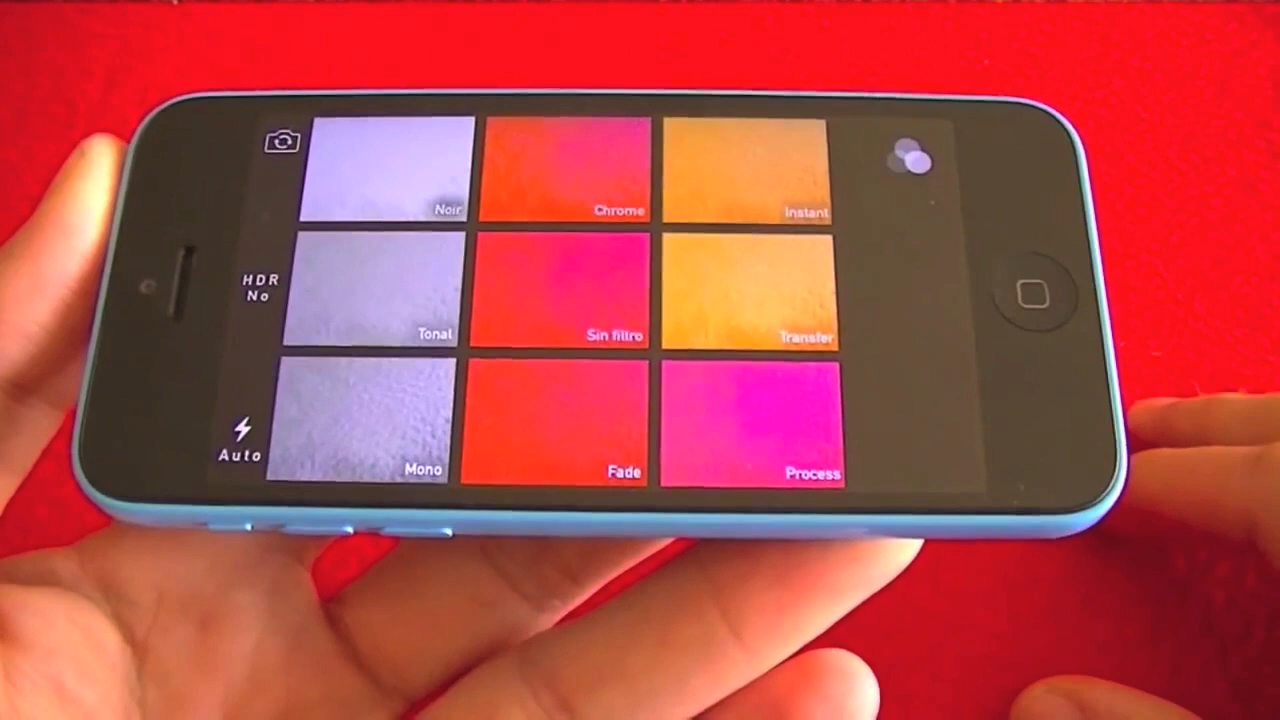 Noir
Chrome
Instant
HDR
No
Tonal
Sin filtro
Transfer
Auto
Mono
Fade
Process